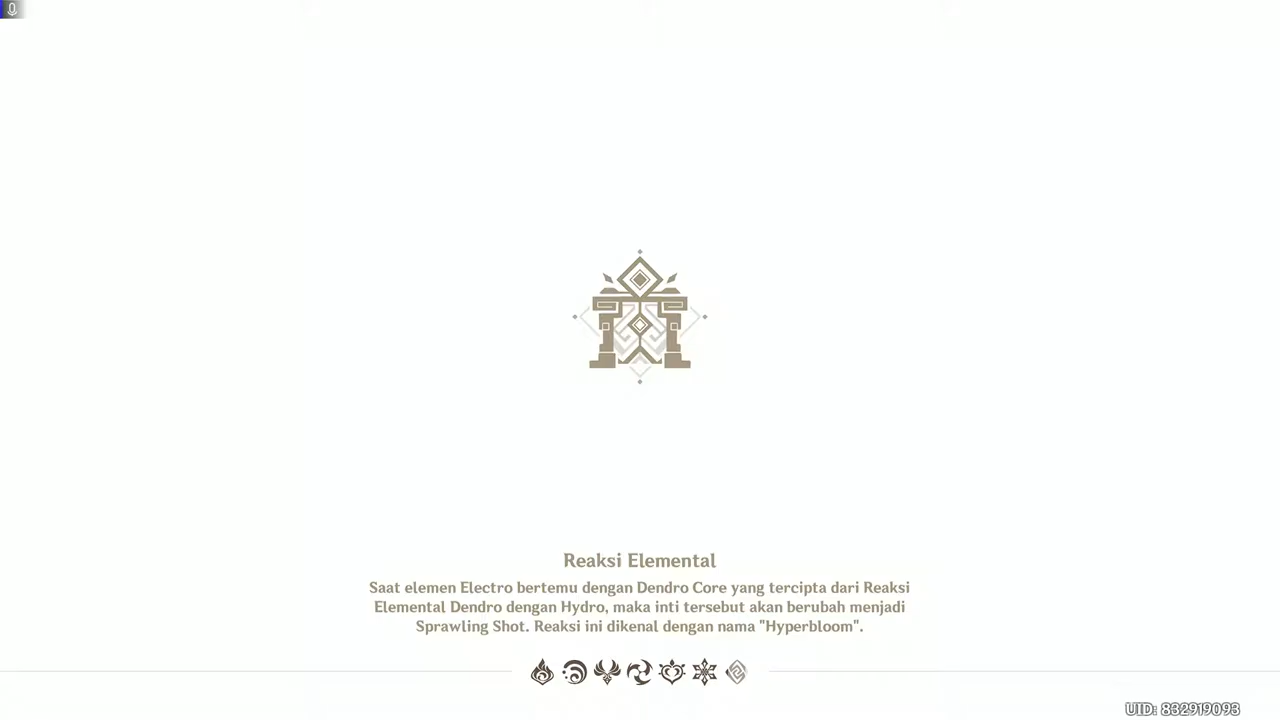 Reaksi Elemental
Saat elemen Electro bertemu dengan Dendro Core yang tercipta dari Reaksi
Elemental Dendro dengan Hydro, maka inti tersebut akan berubah menjadi
Sprawling Shot. Reaksi ini dikenal dengan nama "Hyperbloom".
UID: 832919093